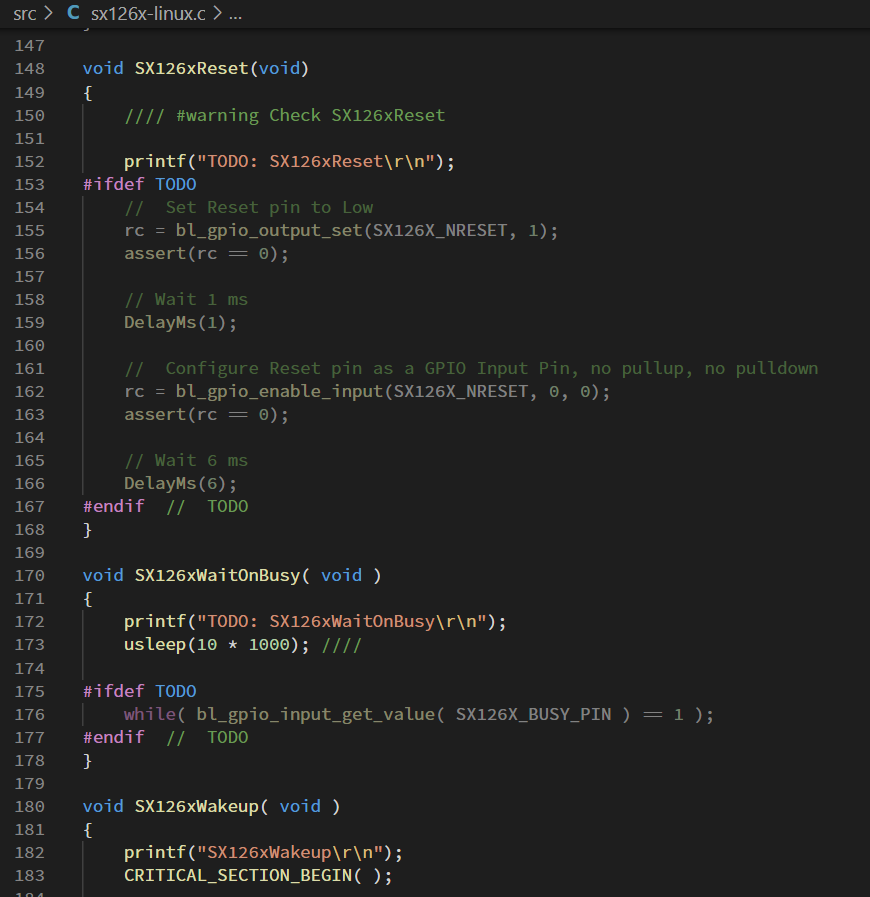 src > C sx126x-linux.c > ...
147
148 void SX126xReset(void)
149 {
150     //// #warning Check SX126xReset
151
152     printf("TODO: SX126xReset\r\n");
153 #ifdef TODO
154     //  Set Reset pin to Low
155     rc = bl_gpio_output_set(SX126X_NRESET, 1);
156     assert(rc == 0);
157
158     // Wait 1 ms
159     DelayMs(1);
160
161     //  Configure Reset pin as a GPIO Input Pin, no pullup, no pulldown
162     rc = bl_gpio_enable_input(SX126X_NRESET, 0, 0);
163     assert(rc == 0);
164
165     // Wait 6 ms
166     DelayMs(6);
167 #endif  //  TODO
168 }
169
170 void SX126xWaitOnBusy( void )
171 {
172     printf("TODO: SX126xWaitOnBusy\r\n");
173     usleep(10 * 1000); ////
174
175 #ifdef TODO
176     while( bl_gpio_input_get_value( SX126X_BUSY_PIN ) == 1 );
177 #endif  //  TODO
178 }
179
180 void SX126xWakeup( void )
181 {
182     printf("SX126xWakeup\r\n");
183     CRITICAL_SECTION_BEGIN( );